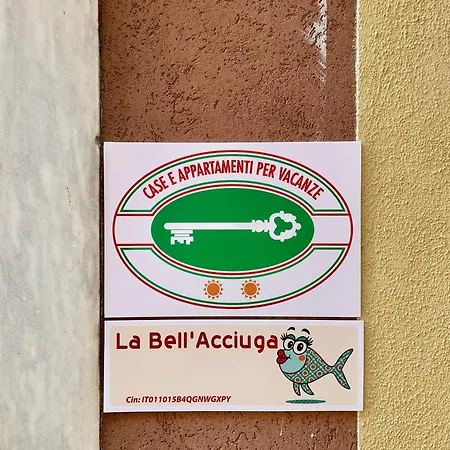 CASE E APPARTAMENTI PER VACANZE
La Bell'Acciuga
Cin: IT011015B4QGNWGXPY